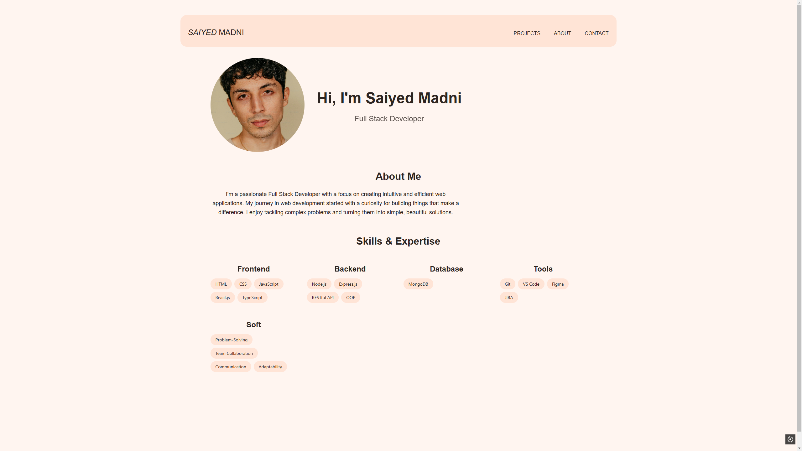 SAIYED MADNI
PROJECTS ABOUT CONTACT
Hi, I'm Saiyed Madni
Full Stack Developer
About Me
I'm a passionate Full Stack Developer with a focus on creating intuitive and efficient web
applications. My journey in web development started with a curiosity for building things that make a
difference. I enjoy tackling complex problems and turning them into simple, beautiful solutions.
Skills & Expertise
Frontend Backend Database Tools
HTML CSS JavaScript Node.js Express.js MongoDB Git VS Code Figma
React.js TypeScript RESTful API
Soft
Problem-Solving
Team Collaboration
Communication Adaptability